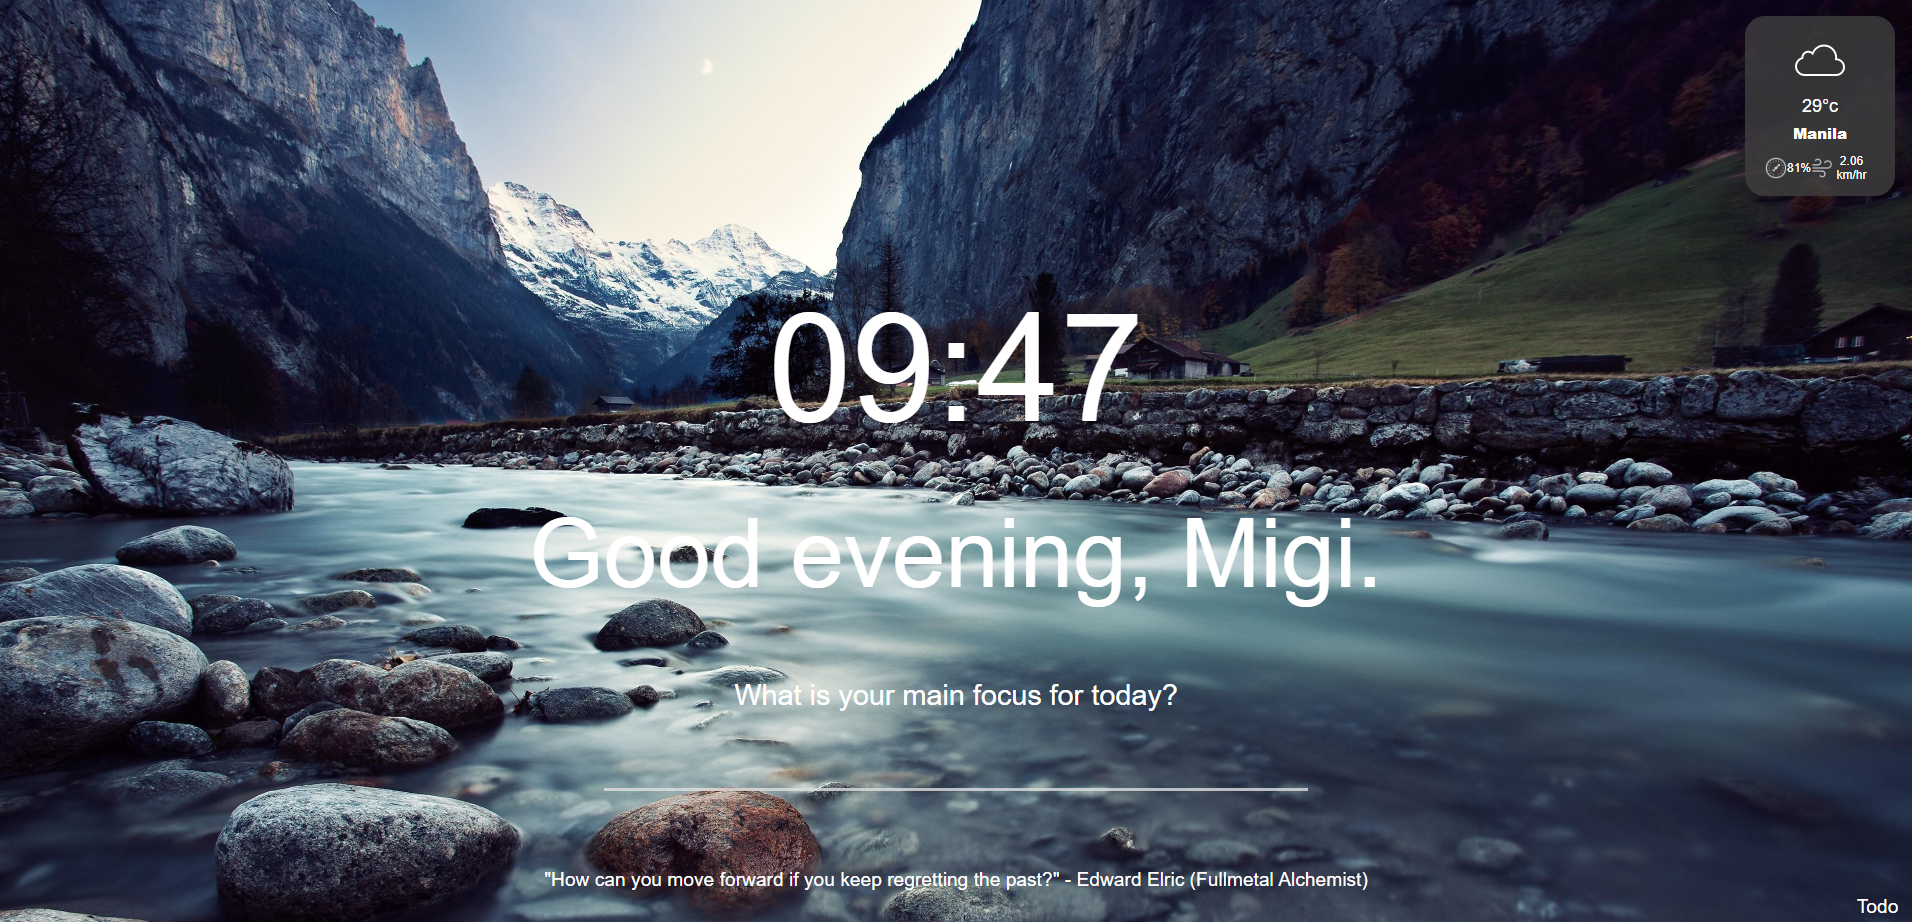 29°c
Manila
81% 2.06 km/hr
09:47
Good evening, Migi.
What is your main focus for today?
"How can you move forward if you keep regretting the past?" - Edward Elric (Fullmetal Alchemist)
Todo